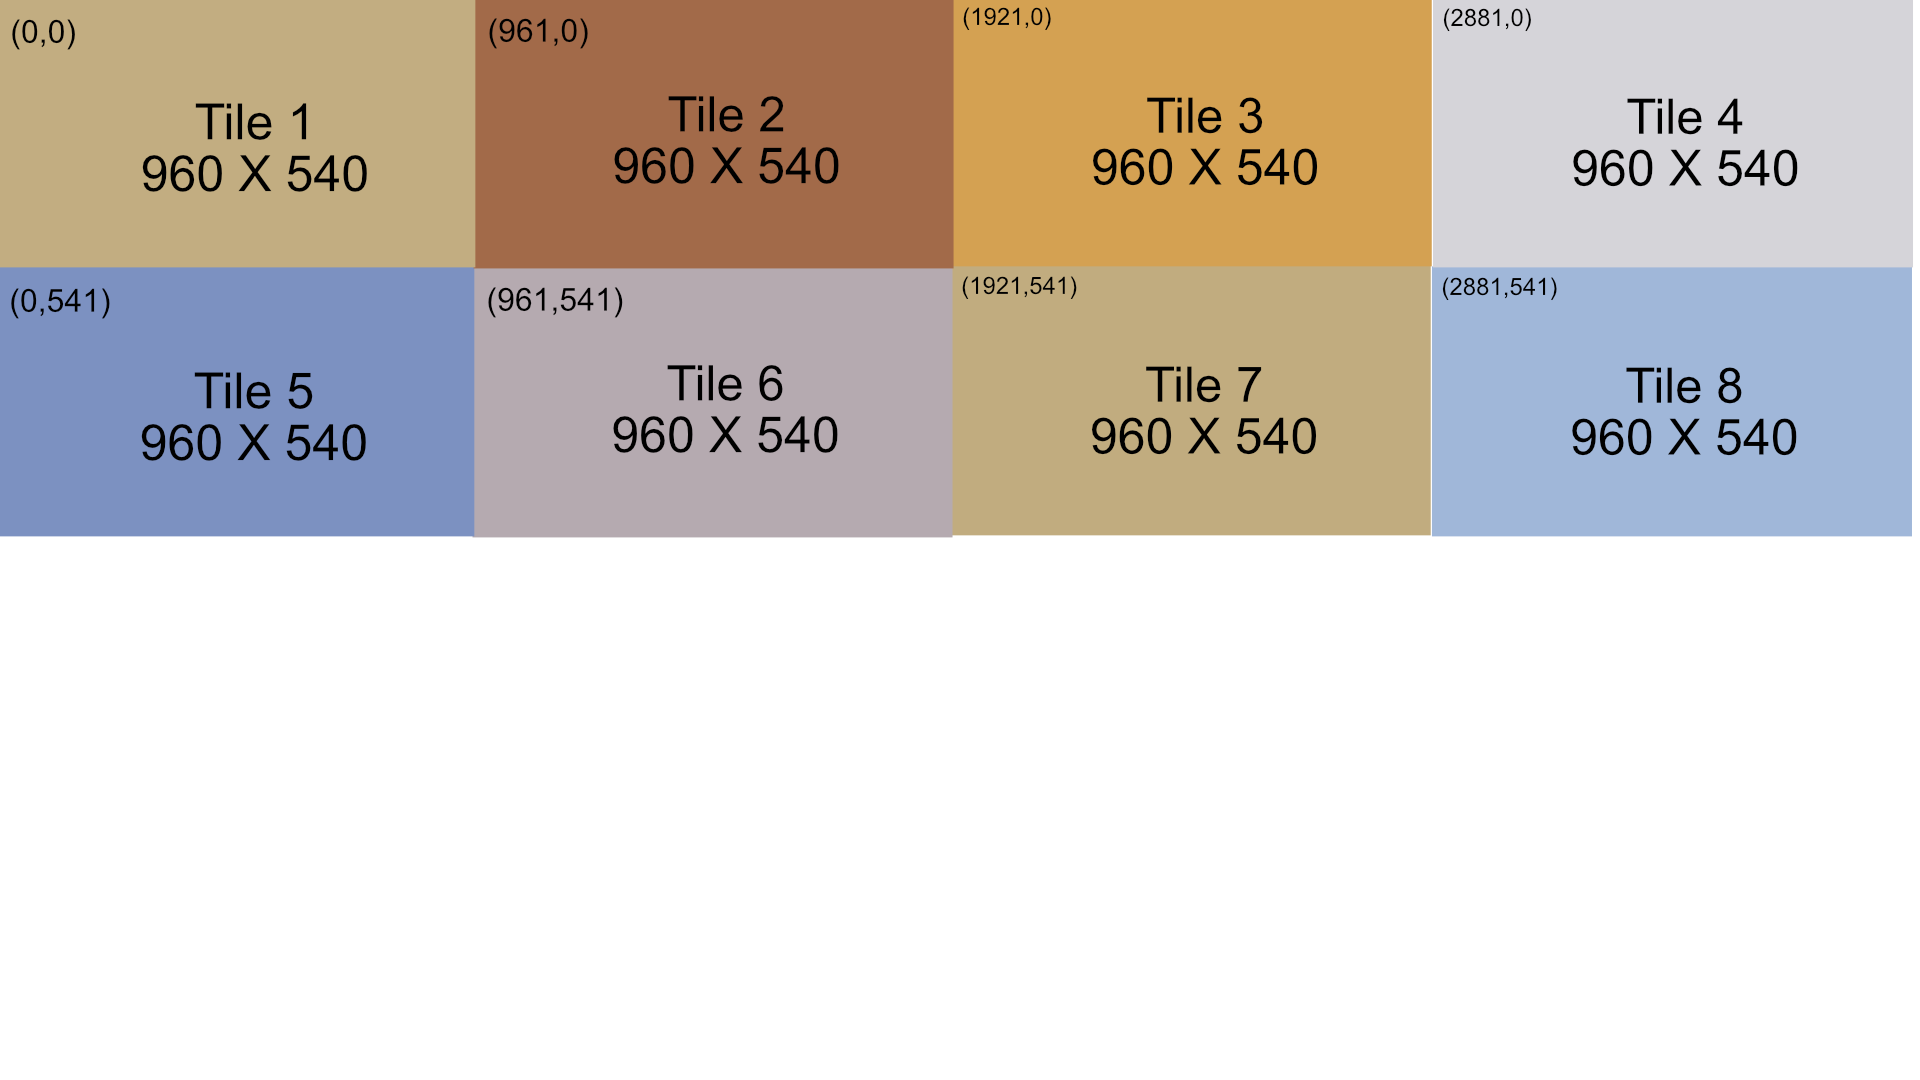 (0,0)
Tile 1
960 X 540
(961,0)
Tile 2
960 X 540
(1921,0)
Tile 3
960 X 540
(2881,0)
Tile 4
960 X 540
(0,541)
Tile 5
960 X 540
(961,541)
Tile 6
960 X 540
(1921,541)
Tile 7
960 X 540
(2881,541)
Tile 8
960 X 540